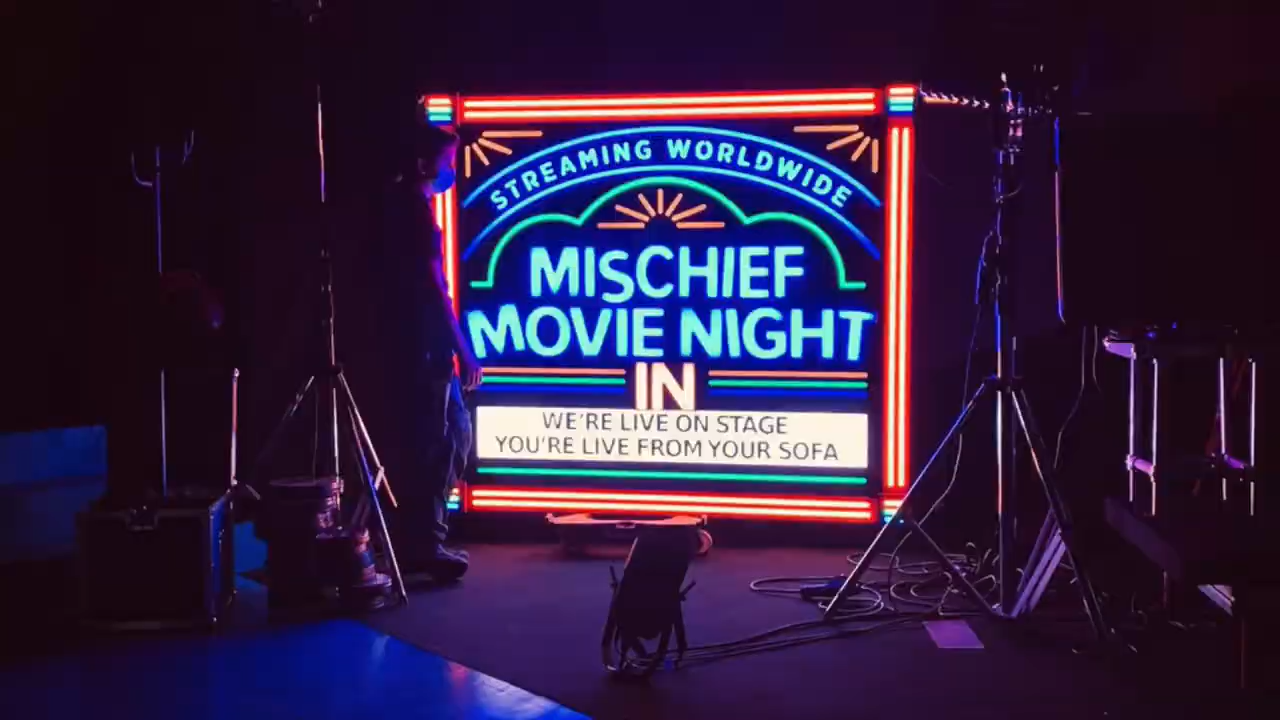 STREAMING WORLDWIDE
MISCHIEF
MOVIE NIGHT
IN
WE'RE LIVE ON STAGE
YOU'RE LIVE FROM YOUR SOFA